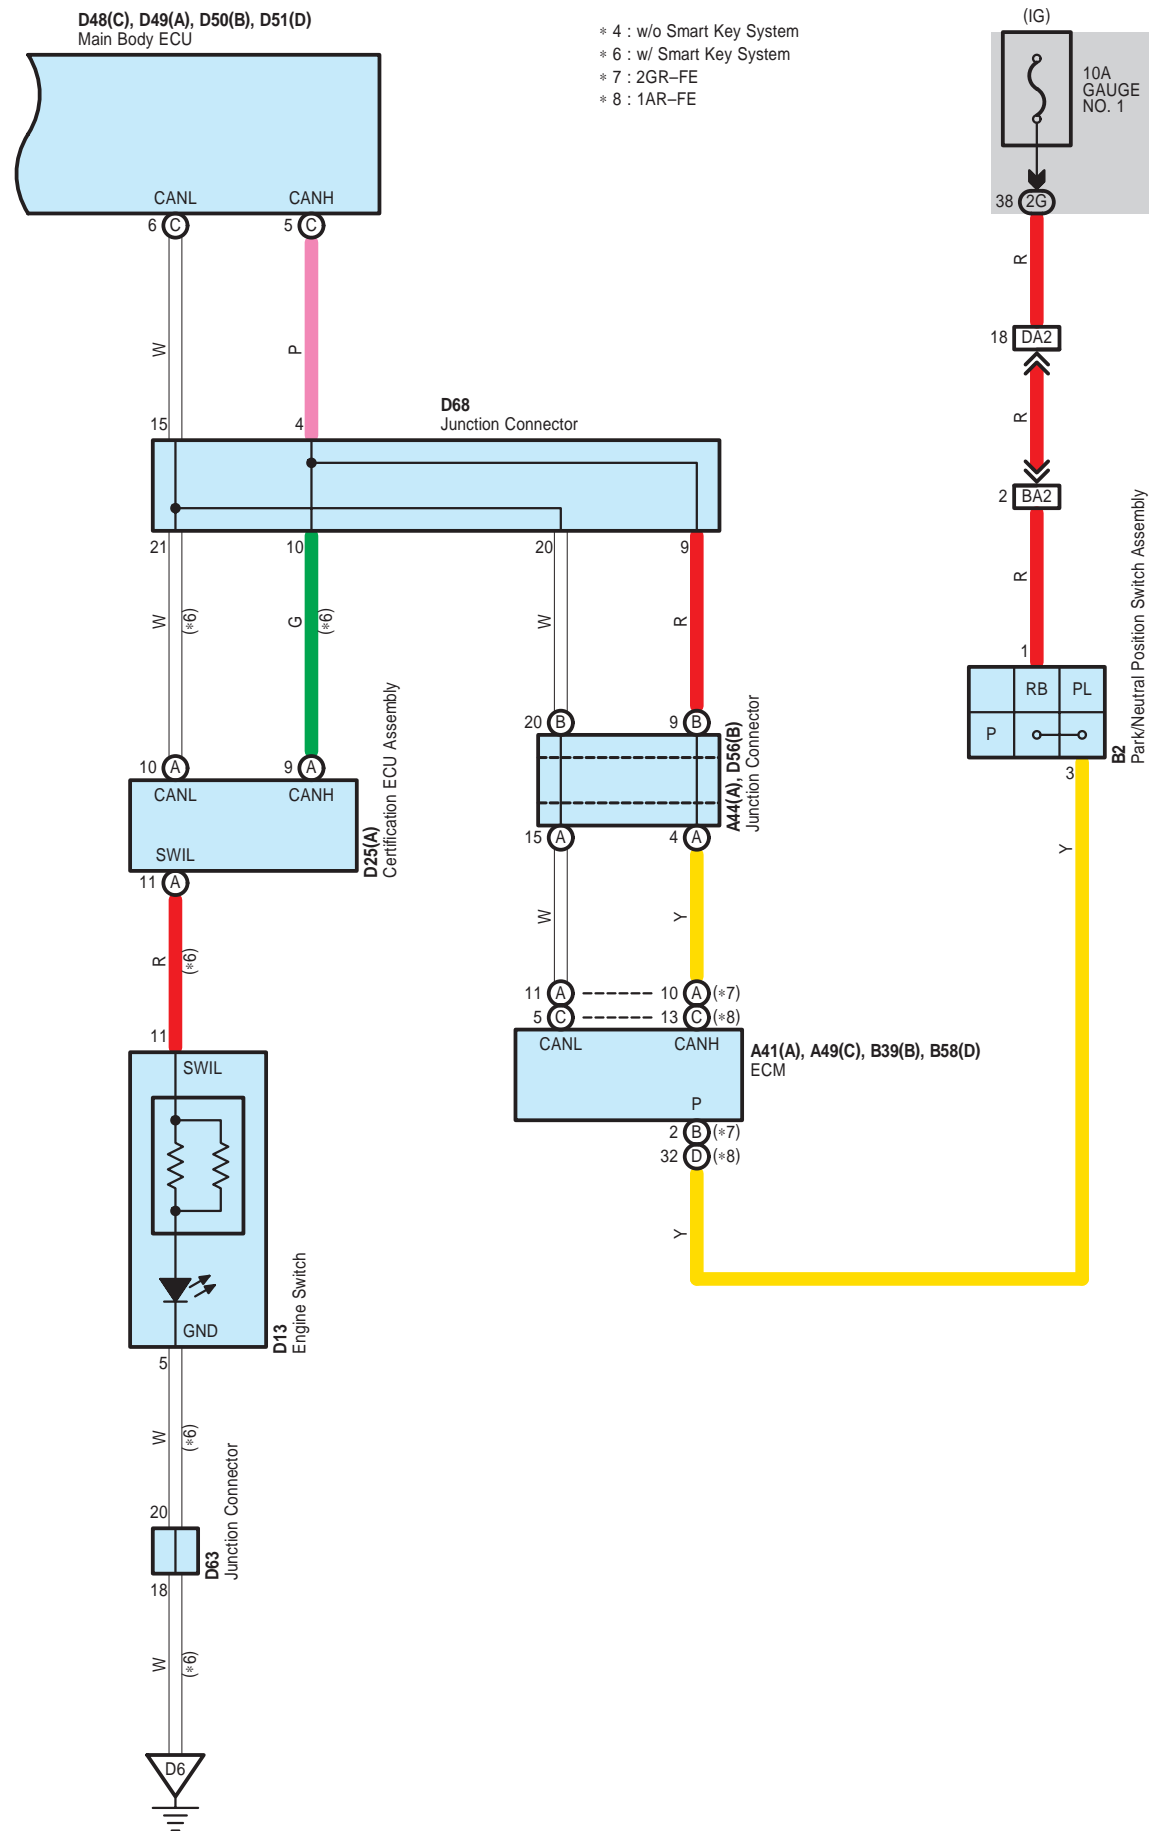 D48(C), D49(A), D50(B), D51(D)
Main Body ECU
∗ 4 : w/o Smart Key System
∗ 6 : w/ Smart Key System
∗ 7 : 2GR–FE
∗ 8 : 1AR–FE
(IG)
10A
GAUGE
NO. 1
38 2G
CANL CANH
6 C 5 C
R
18 DA2
W P
R
D68
Junction Connector
15 4
2 BA2
21 10 20 9
R
W (∗6) G (∗6) W R
1
RB PL
P
B2
Park/Neutral Position Switch Assembly
3
20 B 9 B
A44(A), D56(B)
Junction Connector
15 A 4 A
10 A 9 A
CANL CANH
SWIL
D25(A)
Certification ECU Assembly
11 A
Y
W Y
R (∗6)
11 A 10 A (∗7)
5 C 13 C (∗8)
CANL CANH
P
A41(A), A49(C), B39(B), B58(D)
ECM
2 B (∗7)
32 D (∗8)
Y
11
SWIL
GND
D13
Engine Switch
5
W (∗6)
20
D63
Junction Connector
18
W (∗6)
D6